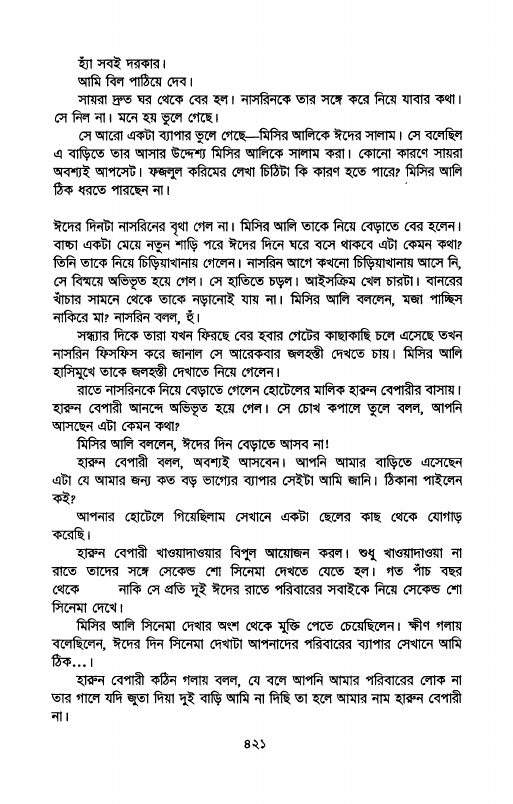 হ্যাঁ সবই দরকার।
আমি বিল পাঠিয়ে দেব।
সায়রা দ্রুত ঘর থেকে বের হল। নাসরিনকে তার সঙ্গে করে নিয়ে যাবার কথা।
সে নিল না। মনে হয় ভুলে গেছে।
সে আরো একটা ব্যাপার ভুলে গেছে—মিসির আলিকে ঈদের সালাম। সে বলেছিল
এ বাড়িতে তার আসার উদ্দেশ্য মিসির আলিকে সালাম করা। কোনো কারণে সায়রা
অবশ্যই আপসেট। ফজলুল করিমের লেখা চিঠিটা কি কারণ হতে পারে? মিসির আলি
ঠিক ধরতে পারছেন না।
ঈদের দিনটা নাসরিনের বৃথা গেল না। মিসির আলি তাকে নিয়ে বেড়াতে বের হলেন।
বাচ্চা একটা মেয়ে নতুন শাড়ি পরে ঈদের দিনে ঘরে বসে থাকবে এটা কেমন কথা?
তিনি তাকে নিয়ে চিড়িয়াখানায় গেলেন। নাসরিন আগে কখনো চিড়িয়াখানায় আসে নি,
সে বিস্ময়ে অভিভূত হয়ে গেল। সে হাতিতে চড়ল। আইসক্রিম খেল চারটা। বানরের
খাঁচার সামনে থেকে তাকে নড়ানোই যায় না। মিসির আলি বললেন, মজা পাচ্ছিস
নাকিরে মা? নাসরিন বলল, হুঁ।
সন্ধ্যার দিকে তারা যখন ফিরছে বের হবার গেটের কাছাকাছি চলে এসেছে তখন
নাসরিন ফিসফিস করে জানাল সে আরেকবার জলহস্তী দেখতে চায়। মিসির আলি
হাসিমুখে তাকে জলহস্তী দেখাতে নিয়ে গেলেন।
রাতে নাসরিনকে নিয়ে বেড়াতে গেলেন হোটেলের মালিক হারুন বেপারীর বাসায়।
হারুন বেপারী আনন্দে অভিভূত হয়ে গেল। সে চোখ কপালে তুলে বলল, আপনি
আসছেন এটা কেমন কথা?
মিসির আলি বললেন, ঈদের দিন বেড়াতে আসব না!
হারুন বেপারী বলল, অবশ্যই আসবেন। আপনি আমার বাড়িতে এসেছেন
এটা যে আমার জন্য কত বড় ভাগ্যের ব্যাপার সেইটা আমি জানি। ঠিকানা পাইলেন
কই?
আপনার হোটেলে গিয়েছিলাম সেখানে একটা ছেলের কাছ থেকে যোগাড়
করেছি।
হারুন বেপারী খাওয়াদাওয়ার বিপুল আয়োজন করল। শুধু খাওয়াদাওয়া না
রাতে তাদের সঙ্গে সেকেন্ড শো সিনেমা দেখতে যেতে হল। গত পাঁচ বছর
থেকে নাকি সে প্রতি দুই ঈদের রাতে পরিবারের সবাইকে নিয়ে সেকেন্ড শো
সিনেমা দেখে।
মিসির আলি সিনেমা দেখার অংশ থেকে মুক্তি পেতে চেয়েছিলেন। ক্ষীণ গলায়
বলেছিলেন, ঈদের দিন সিনেমা দেখাটা আপনাদের পরিবারের ব্যাপার সেখানে আমি
ঠিক...।
হারুন বেপারী কঠিন গলায় বলল, যে বলে আপনি আমার পরিবারের লোক না
তার গালে যদি জুতা দিয়া দুই বাড়ি আমি না দিছি তা হলে আমার নাম হারুন বেপারী
না।
৪২১